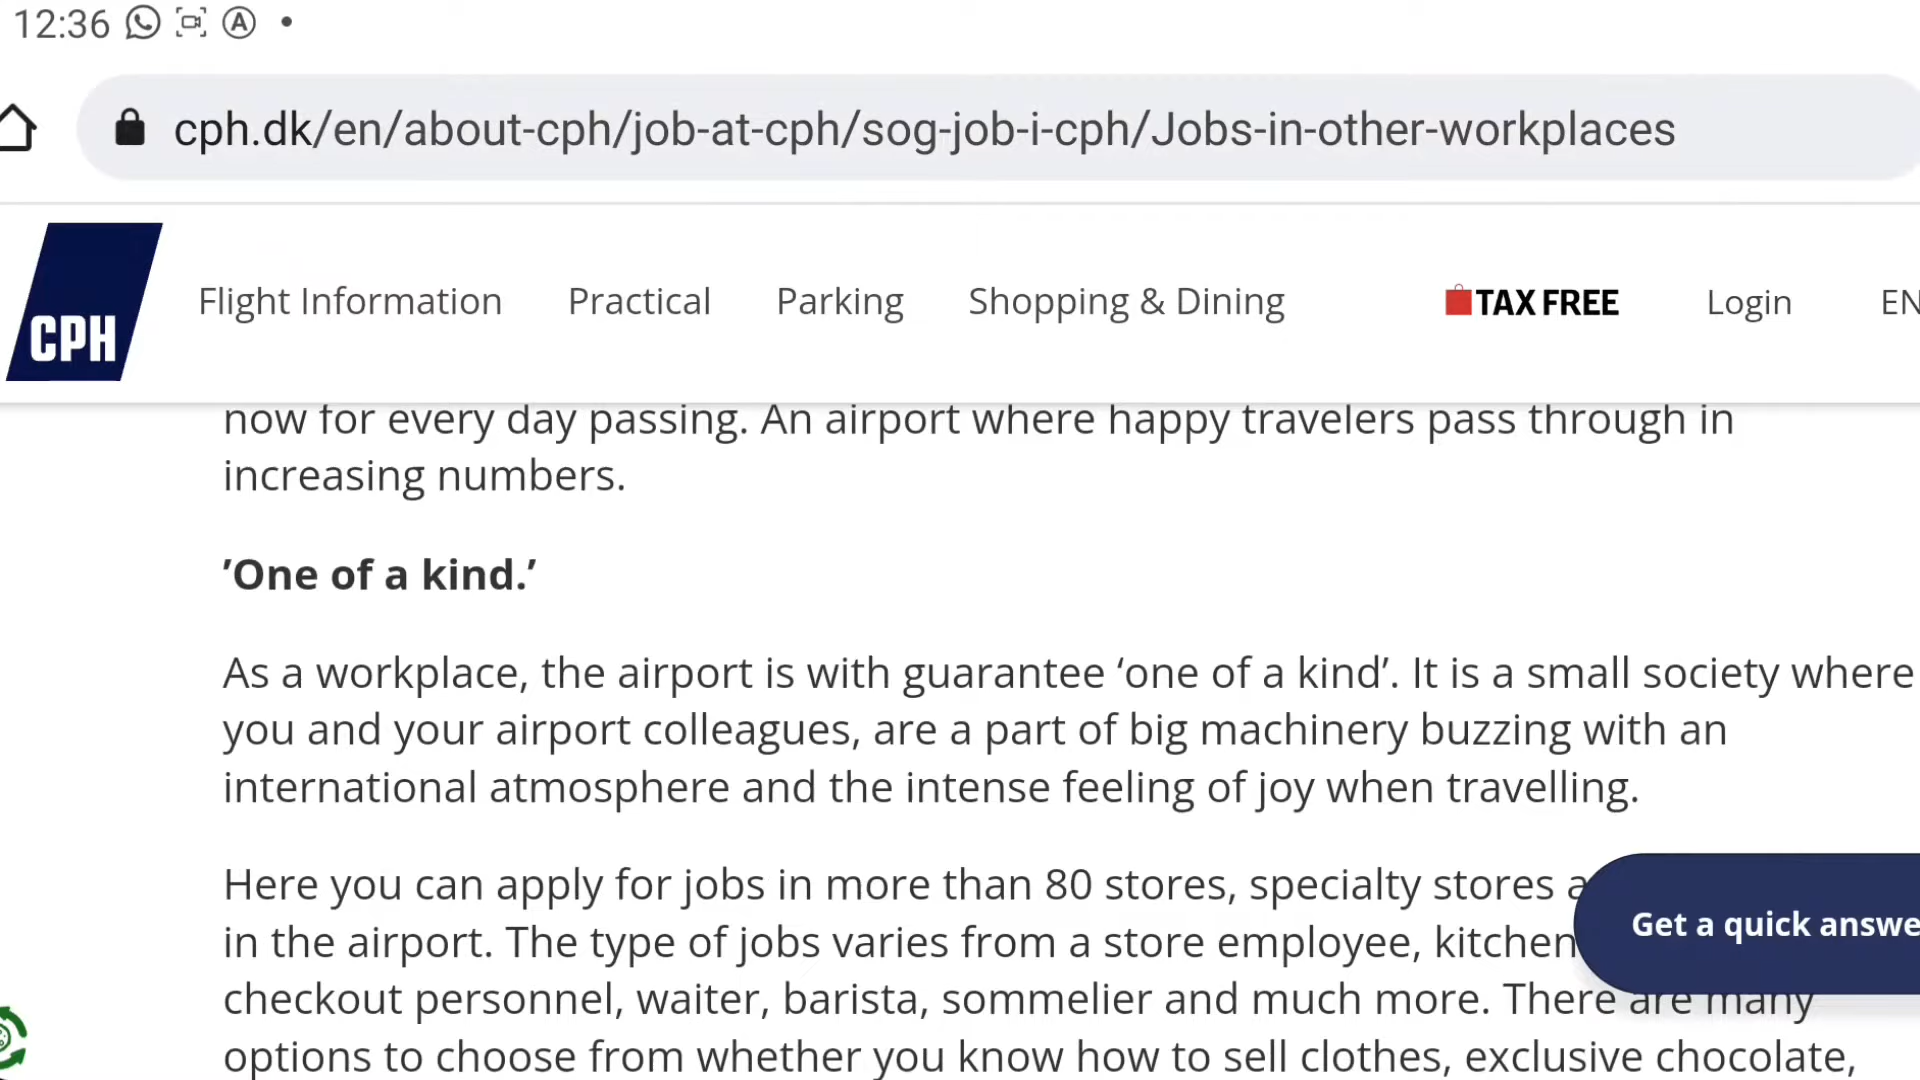 12:36
cph.dk/en/about-cph/job-at-cph/sog-job-i-cph/Jobs-in-other-workplaces
CPH
Flight Information Practical Parking Shopping & Dining TAX FREE Login EN
now for every day passing. An airport where happy travelers pass through in
increasing numbers.
’One of a kind.’
As a workplace, the airport is with guarantee ‘one of a kind’. It is a small society where
you and your airport colleagues, are a part of big machinery buzzing with an
international atmosphere and the intense feeling of joy when travelling.
Here you can apply for jobs in more than 80 stores, specialty stores
Get a quick
in the airport. The type of jobs varies from a store employee, kitchen
checkout personnel, waiter, barista, sommelier and much more. There are many
options to choose from whether you know how to sell clothes, exclusive chocolate,